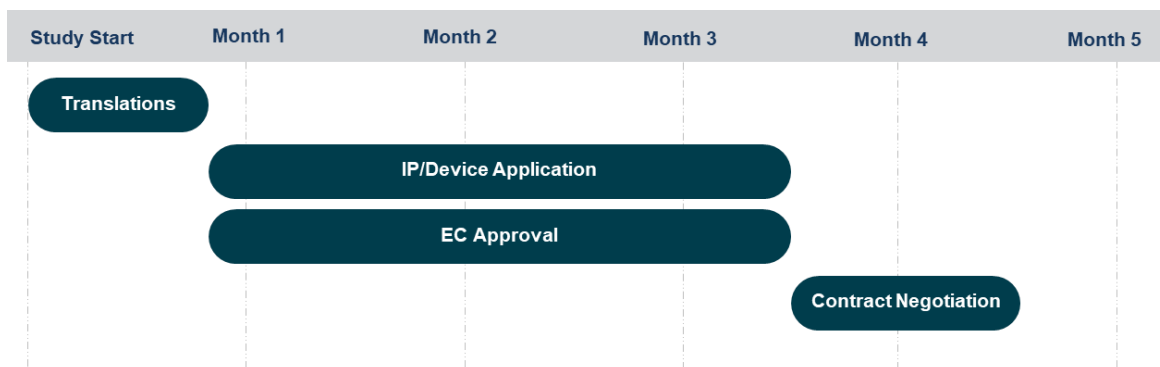 Study Start Month 1 Month 2 Month 3 Month 4 Month 5
Translations
IP/Device Application
EC Approval
Contract Negotiation